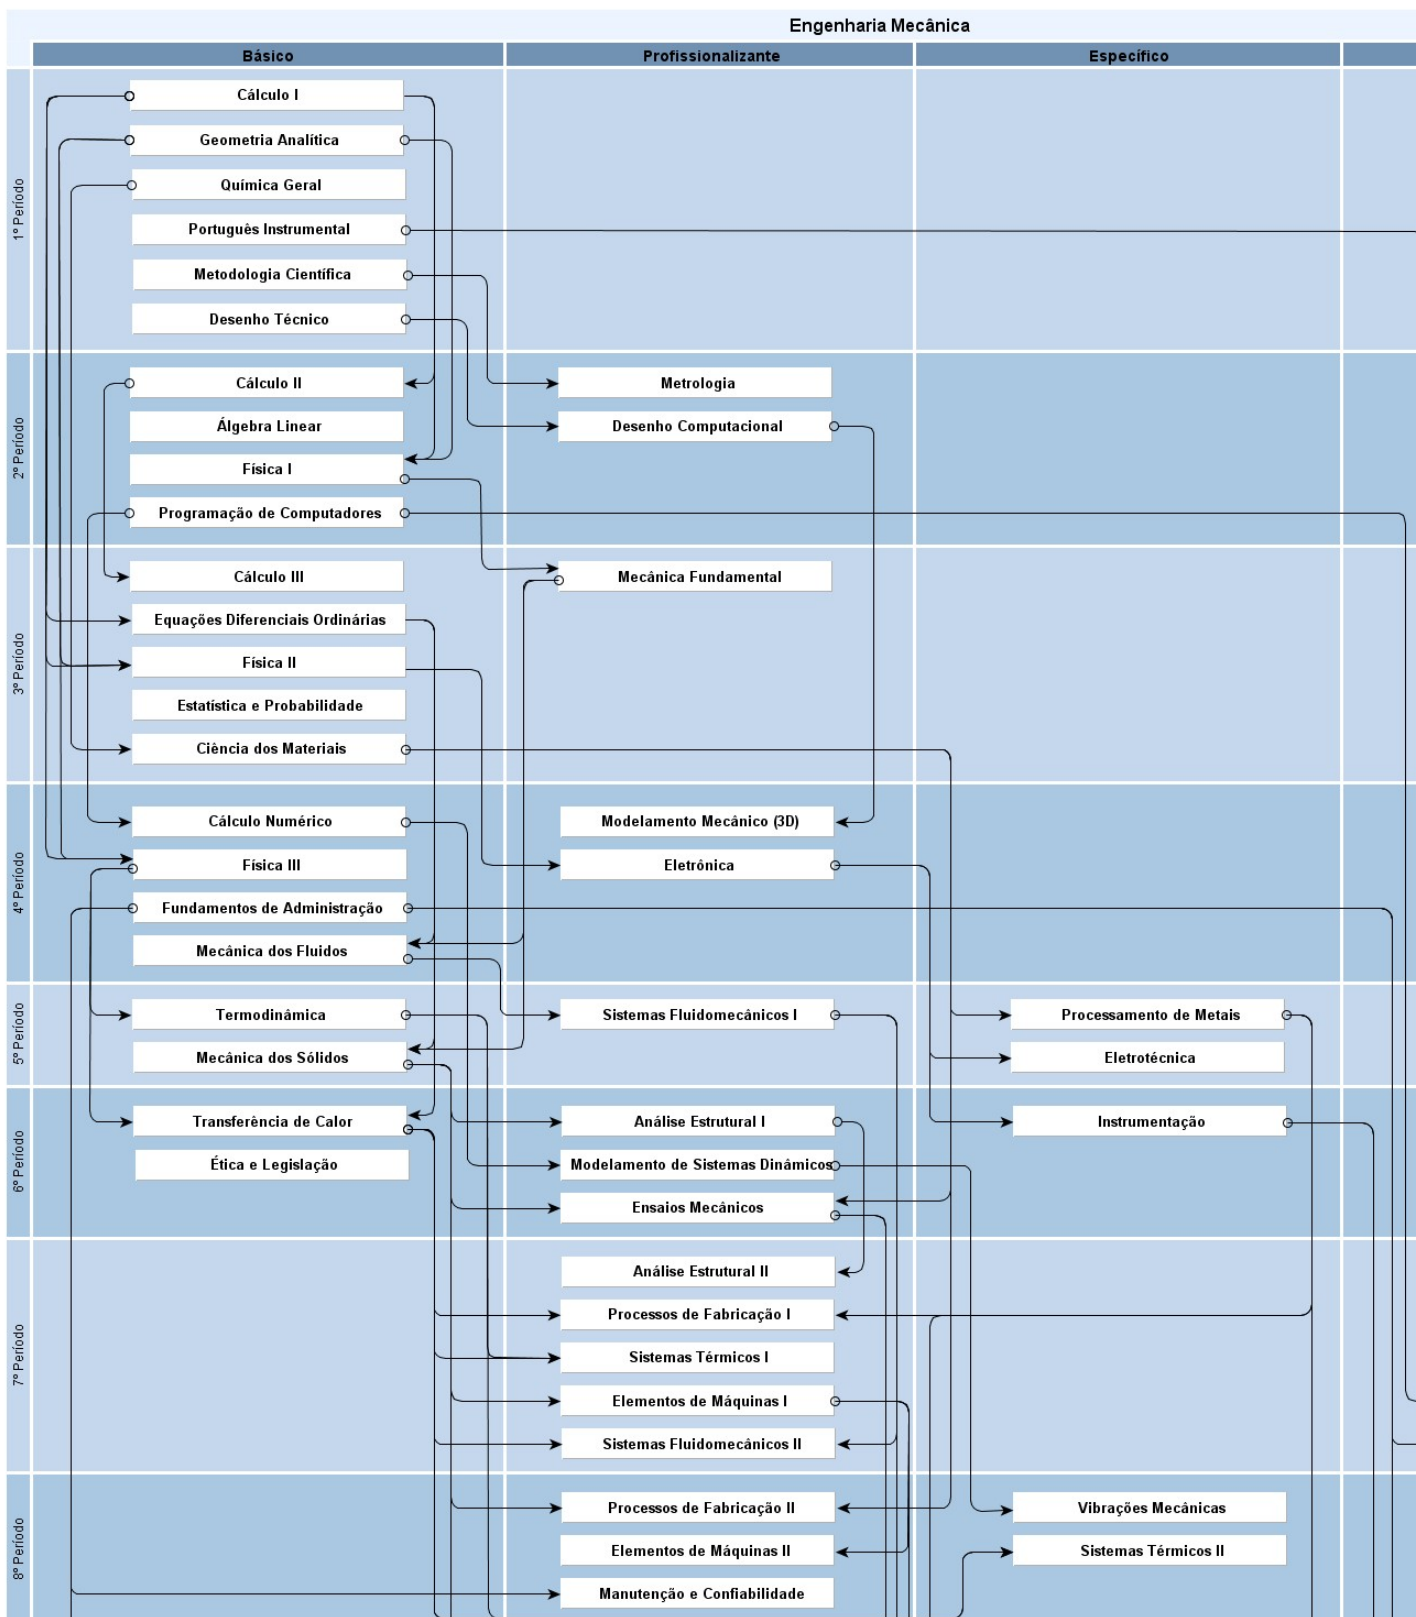 Engenharia Mecânica
Básico
Profissionalizante
Específico
1º Período
Cálculo I
Geometria Analítica
Química Geral
Português Instrumental
Metodologia Científica
Desenho Técnico
2º Período
Cálculo II
Metrologia
Álgebra Linear
Desenho Computacional
Física I
Programação de Computadores
3º Período
Cálculo III
Mecânica Fundamental
Equações Diferenciais Ordinárias
Física II
Estatística e Probabilidade
Ciência dos Materiais
4º Período
Cálculo Numérico
Modelamento Mecânico (3D)
Física III
Eletrônica
Fundamentos de Administração
Mecânica dos Fluidos
5º Período
Termodinâmica
Sistemas Fluidomecânicos I
Processamento de Metais
Mecânica dos Sólidos
Eletrotécnica
6º Período
Transferência de Calor
Análise Estrutural I
Instrumentação
Ética e Legislação
Modelamento de Sistemas Dinâmicos
Ensaios Mecânicos
7º Período
Análise Estrutural II
Processos de Fabricação I
Sistemas Térmicos I
Elementos de Máquinas I
Sistemas Fluidomecânicos II
8º Período
Processos de Fabricação II
Vibrações Mecânicas
Elementos de Máquinas II
Sistemas Térmicos II
Manutenção e Confiabilidade